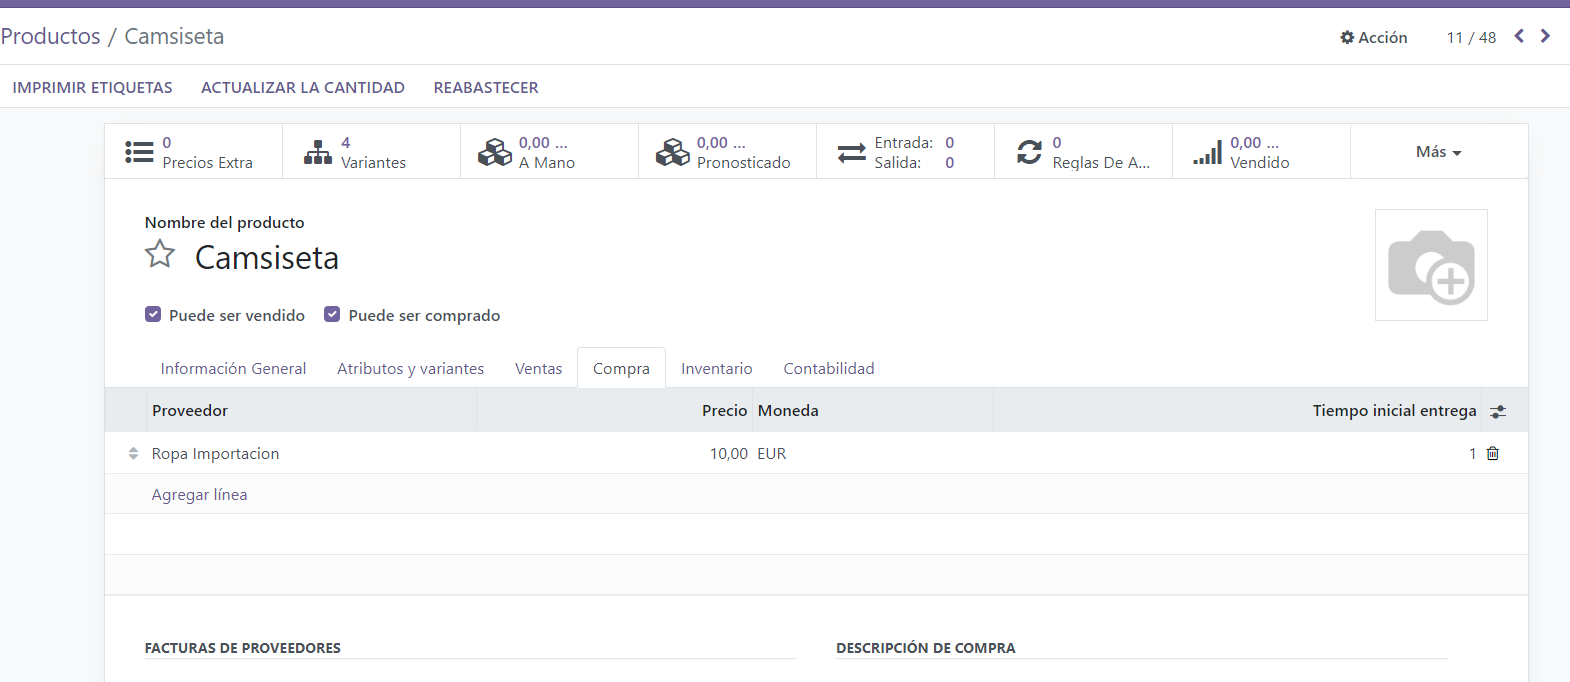 Productos / Camsiseta
Acción
11 / 48
IMPRIMIR ETIQUETAS
ACTUALIZAR LA CANTIDAD
REABASTECER
0
Precios Extra
4
Variantes
0,00 ...
A Mano
0,00 ...
Pronosticado
Entrada: 0
Salida: 0
0
Reglas De A...
0,00 ...
Vendido
Más
Nombre del producto
Camsiseta
Puede ser vendido
Puede ser comprado
Información General
Atributos y variantes
Ventas
Compra
Inventario
Contabilidad
Proveedor Precio Moneda Tiempo inicial entrega
Ropa Importacion 10,00 EUR 1
Agregar línea
FACTURAS DE PROVEEDORES
DESCRIPCIÓN DE COMPRA